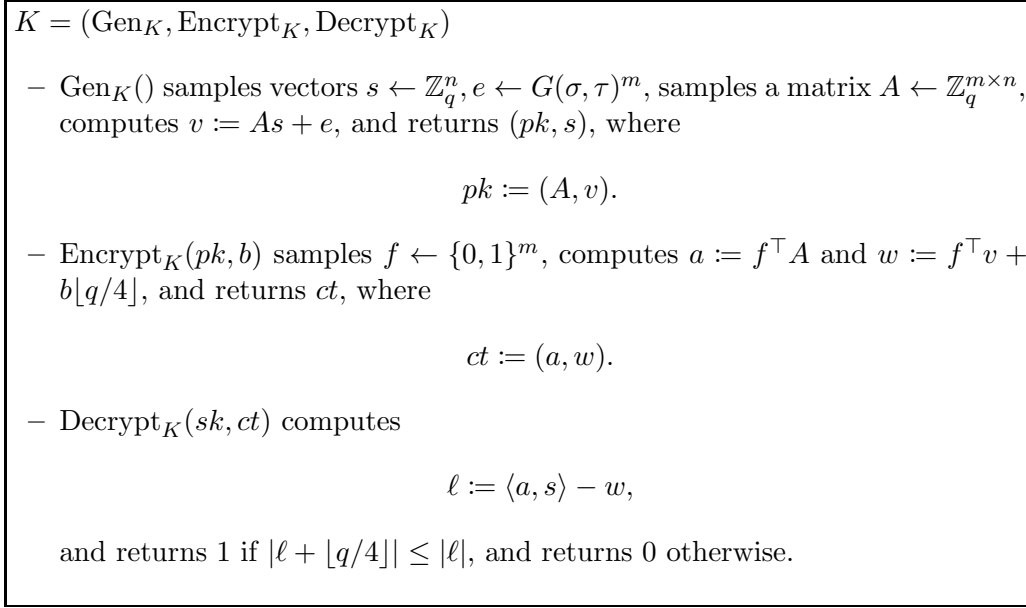 K = (Gen_K, Encrypt_K, Decrypt_K)
– Gen_K() samples vectors s ← ℤ_q^n, e ← G(σ, τ)^m, samples a matrix A ← ℤ_q^{m×n},
computes v := As + e, and returns (pk, s), where
pk := (A, v).
– Encrypt_K(pk, b) samples f ← {0, 1}^m, computes a := f^⊤A and w := f^⊤v +
b⌊q/4⌋, and returns ct, where
ct := (a, w).
– Decrypt_K(sk, ct) computes
ℓ := ⟨a, s⟩ − w,
and returns 1 if |ℓ + ⌊q/4⌋| ≤ |ℓ|, and returns 0 otherwise.